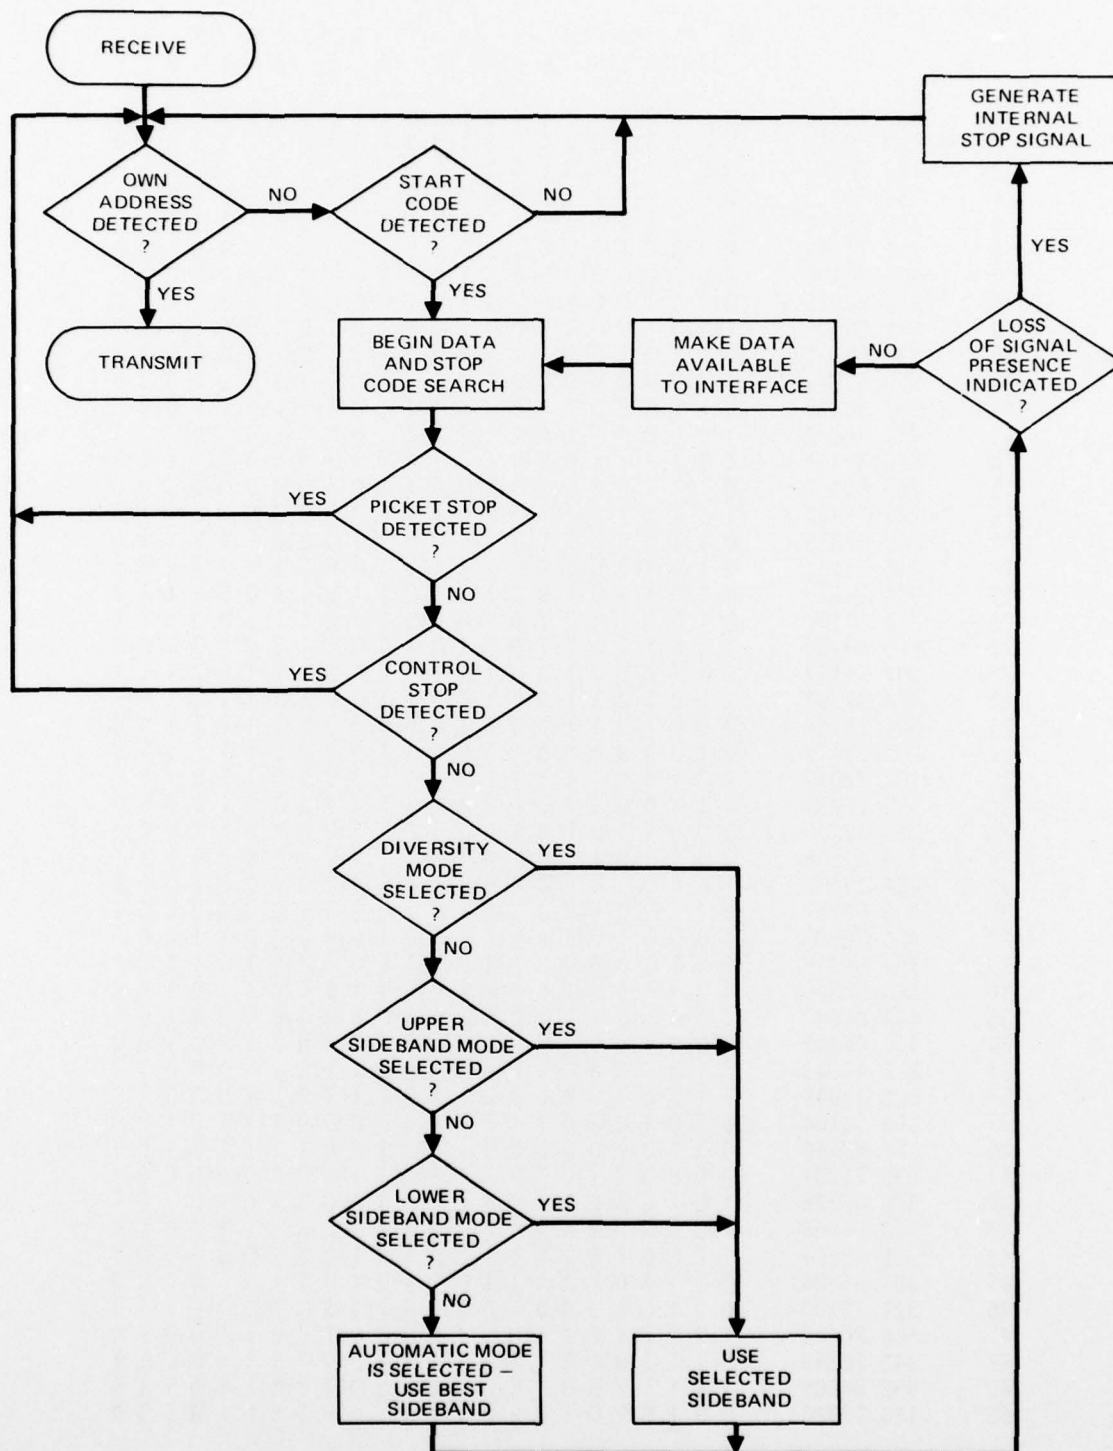 RECEIVE
GENERATE
INTERNAL
STOP SIGNAL
OWN
ADDRESS
DETECTED
?
NO
START
CODE
DETECTED
?
NO
YES
YES
YES
TRANSMIT
BEGIN DATA
AND STOP
CODE SEARCH
MAKE DATA
AVAILABLE
TO INTERFACE
NO
LOSS
OF SIGNAL
PRESENCE
INDICATED
?
YES
PICKET STOP
DETECTED
?
NO
YES
CONTROL
STOP
DETECTED
?
NO
DIVERSITY
MODE
SELECTED
?
YES
NO
UPPER
SIDEBAND MODE
SELECTED
?
YES
NO
LOWER
SIDEBAND MODE
SELECTED
?
YES
NO
AUTOMATIC MODE
IS SELECTED –
USE BEST
SIDEBAND
USE
SELECTED
SIDEBAND